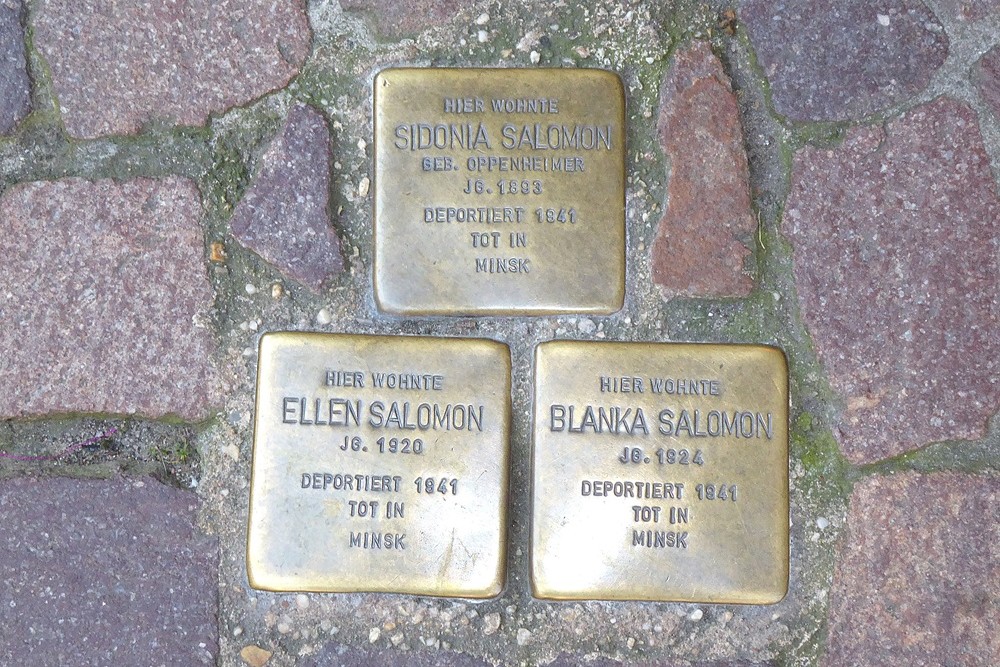 HIER WOHNTE
SIDONIA SALOMON
GEB. OPPENHEIMER
JG. 1893
DEPORTIERT 1941
TOT IN
MINSK
HIER WOHNTE
ELLEN SALOMON
JG. 1920
DEPORTIERT 1941
TOT IN
MINSK
HIER WOHNTE
BLANKA SALOMON
JG. 1924
DEPORTIERT 1941
TOT IN
MINSK